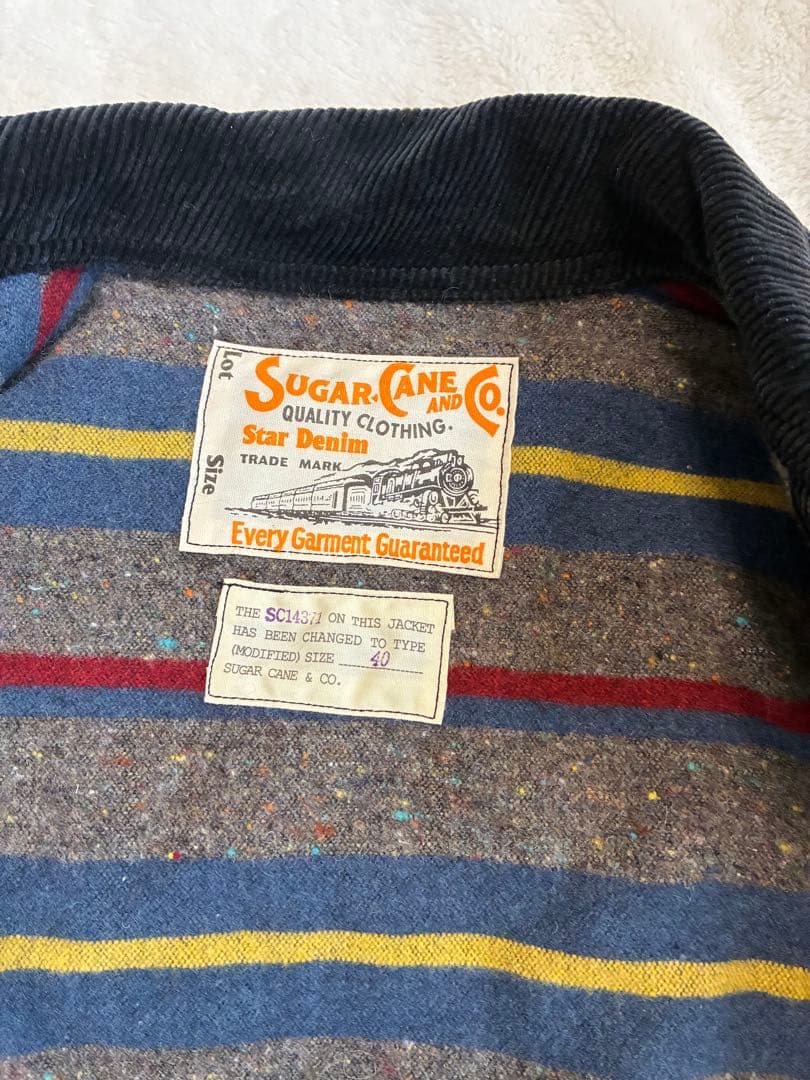 Lot
Size
SUGAR CANE AND CO.
QUALITY CLOTHING.
Star Denim
TRADE MARK
Every Garment Guaranteed
THE SC14371 ON THIS JACKET
HAS BEEN CHANGED TO TYPE
(MODIFIED) SIZE 40
SUGAR CANE & CO.